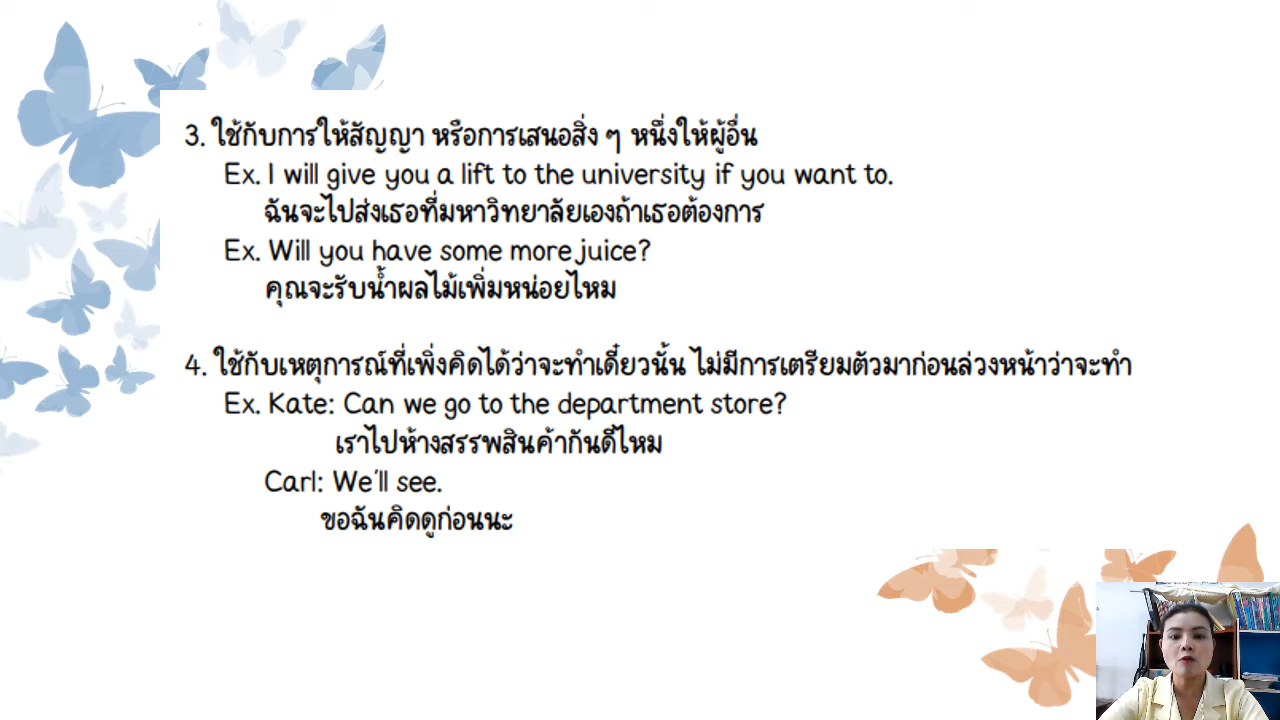 3. ใช้กับการให้สัญญา หรือการเสนอสิ่ง ๆ หนึ่งให้ผู้อื่น
Ex. I will give you a lift to the university if you want to.
ฉันจะไปส่งเธอที่มหาวิทยาลัยเองถ้าเธอต้องการ
Ex. Will you have some more juice?
คุณจะรับน้ำผลไม้เพิ่มหน่อยไหม
4. ใช้กับเหตุการณ์ที่เพิ่งคิดได้ว่าจะทำเดี๋ยวนั้น ไม่มีการเตรียมตัวมาก่อนล่วงหน้าว่าจะทำ
Ex. Kate: Can we go to the department store?
เราไปห้างสรรพสินค้ากันดีไหม
Carl: We'll see.
ขอฉันคิดดูก่อนนะ